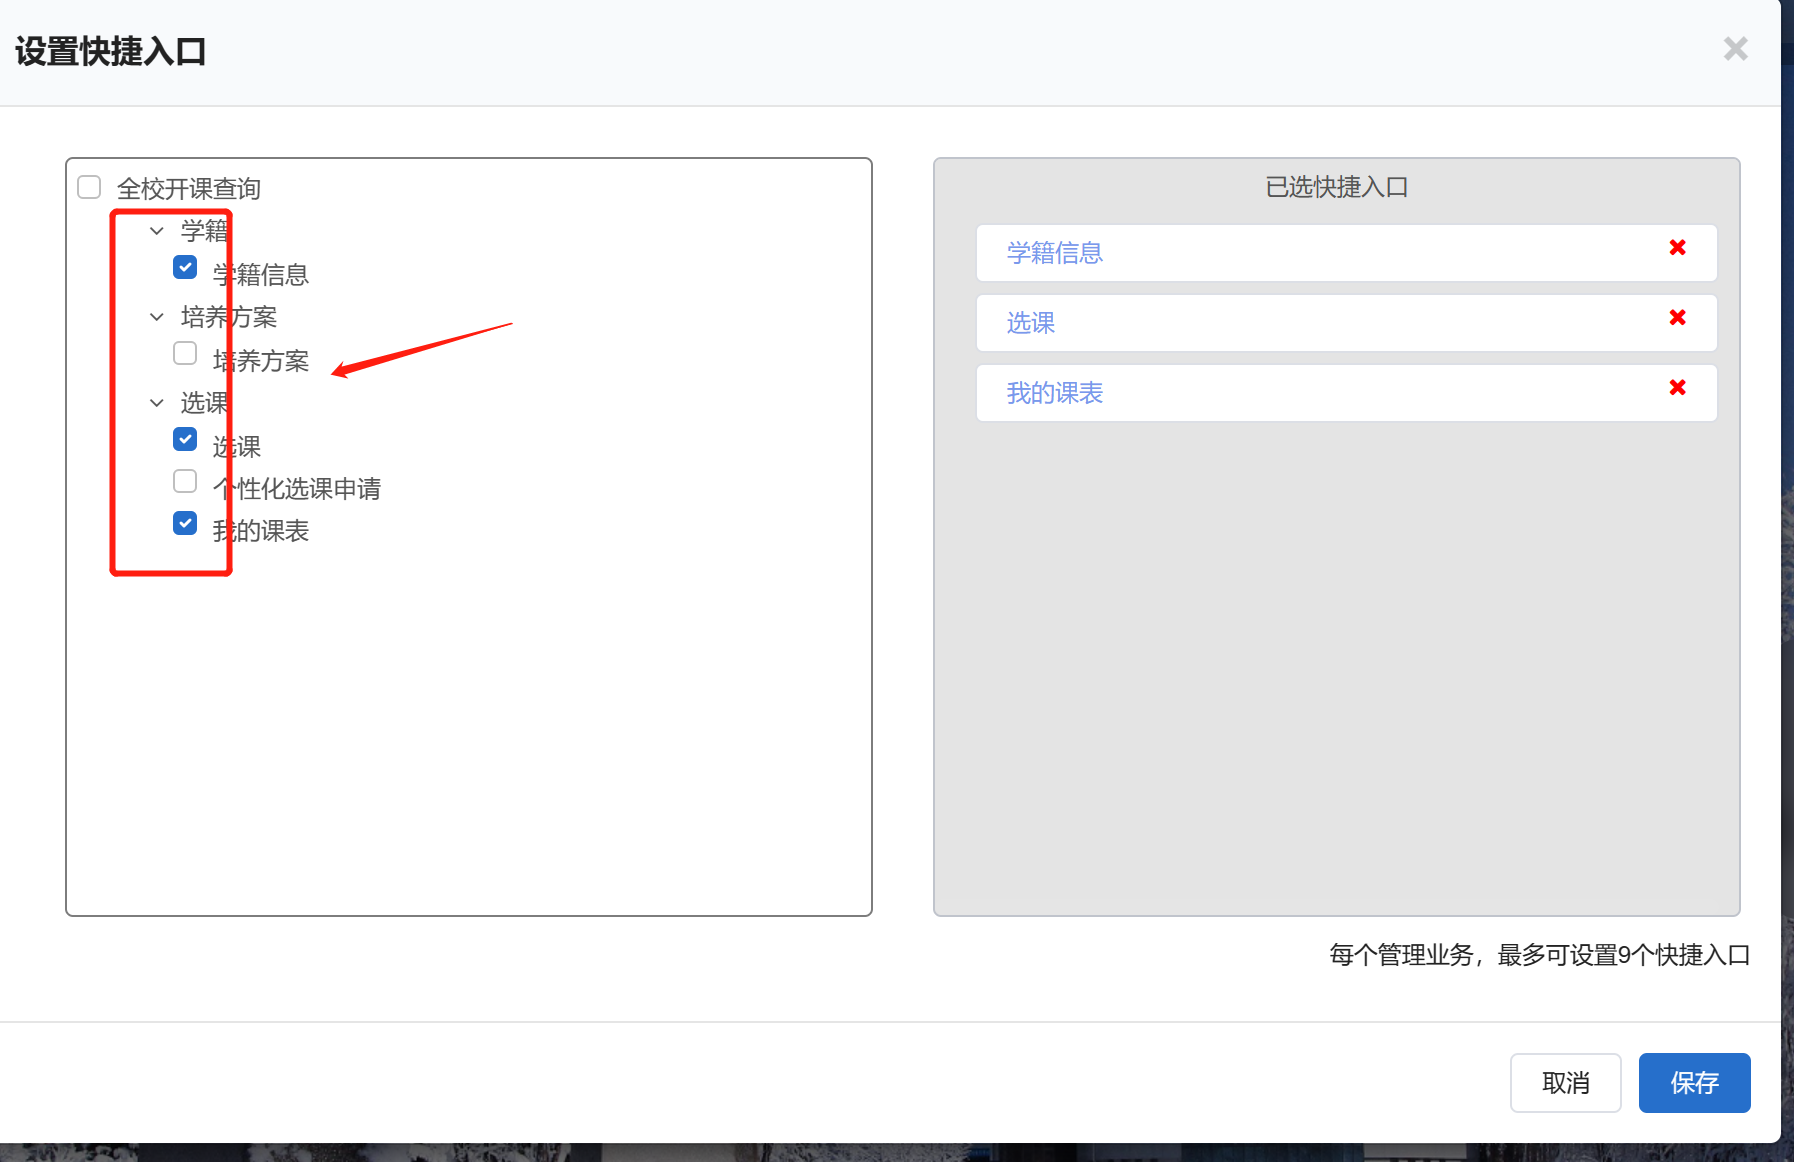 设置快捷入口
全校开课查询
学籍
学籍信息
培养方案
培养方案
选课
选课
个性化选课申请
我的课表
已选快捷入口
学籍信息
选课
我的课表
每个管理业务，最多可设置9个快捷入口
取消
保存